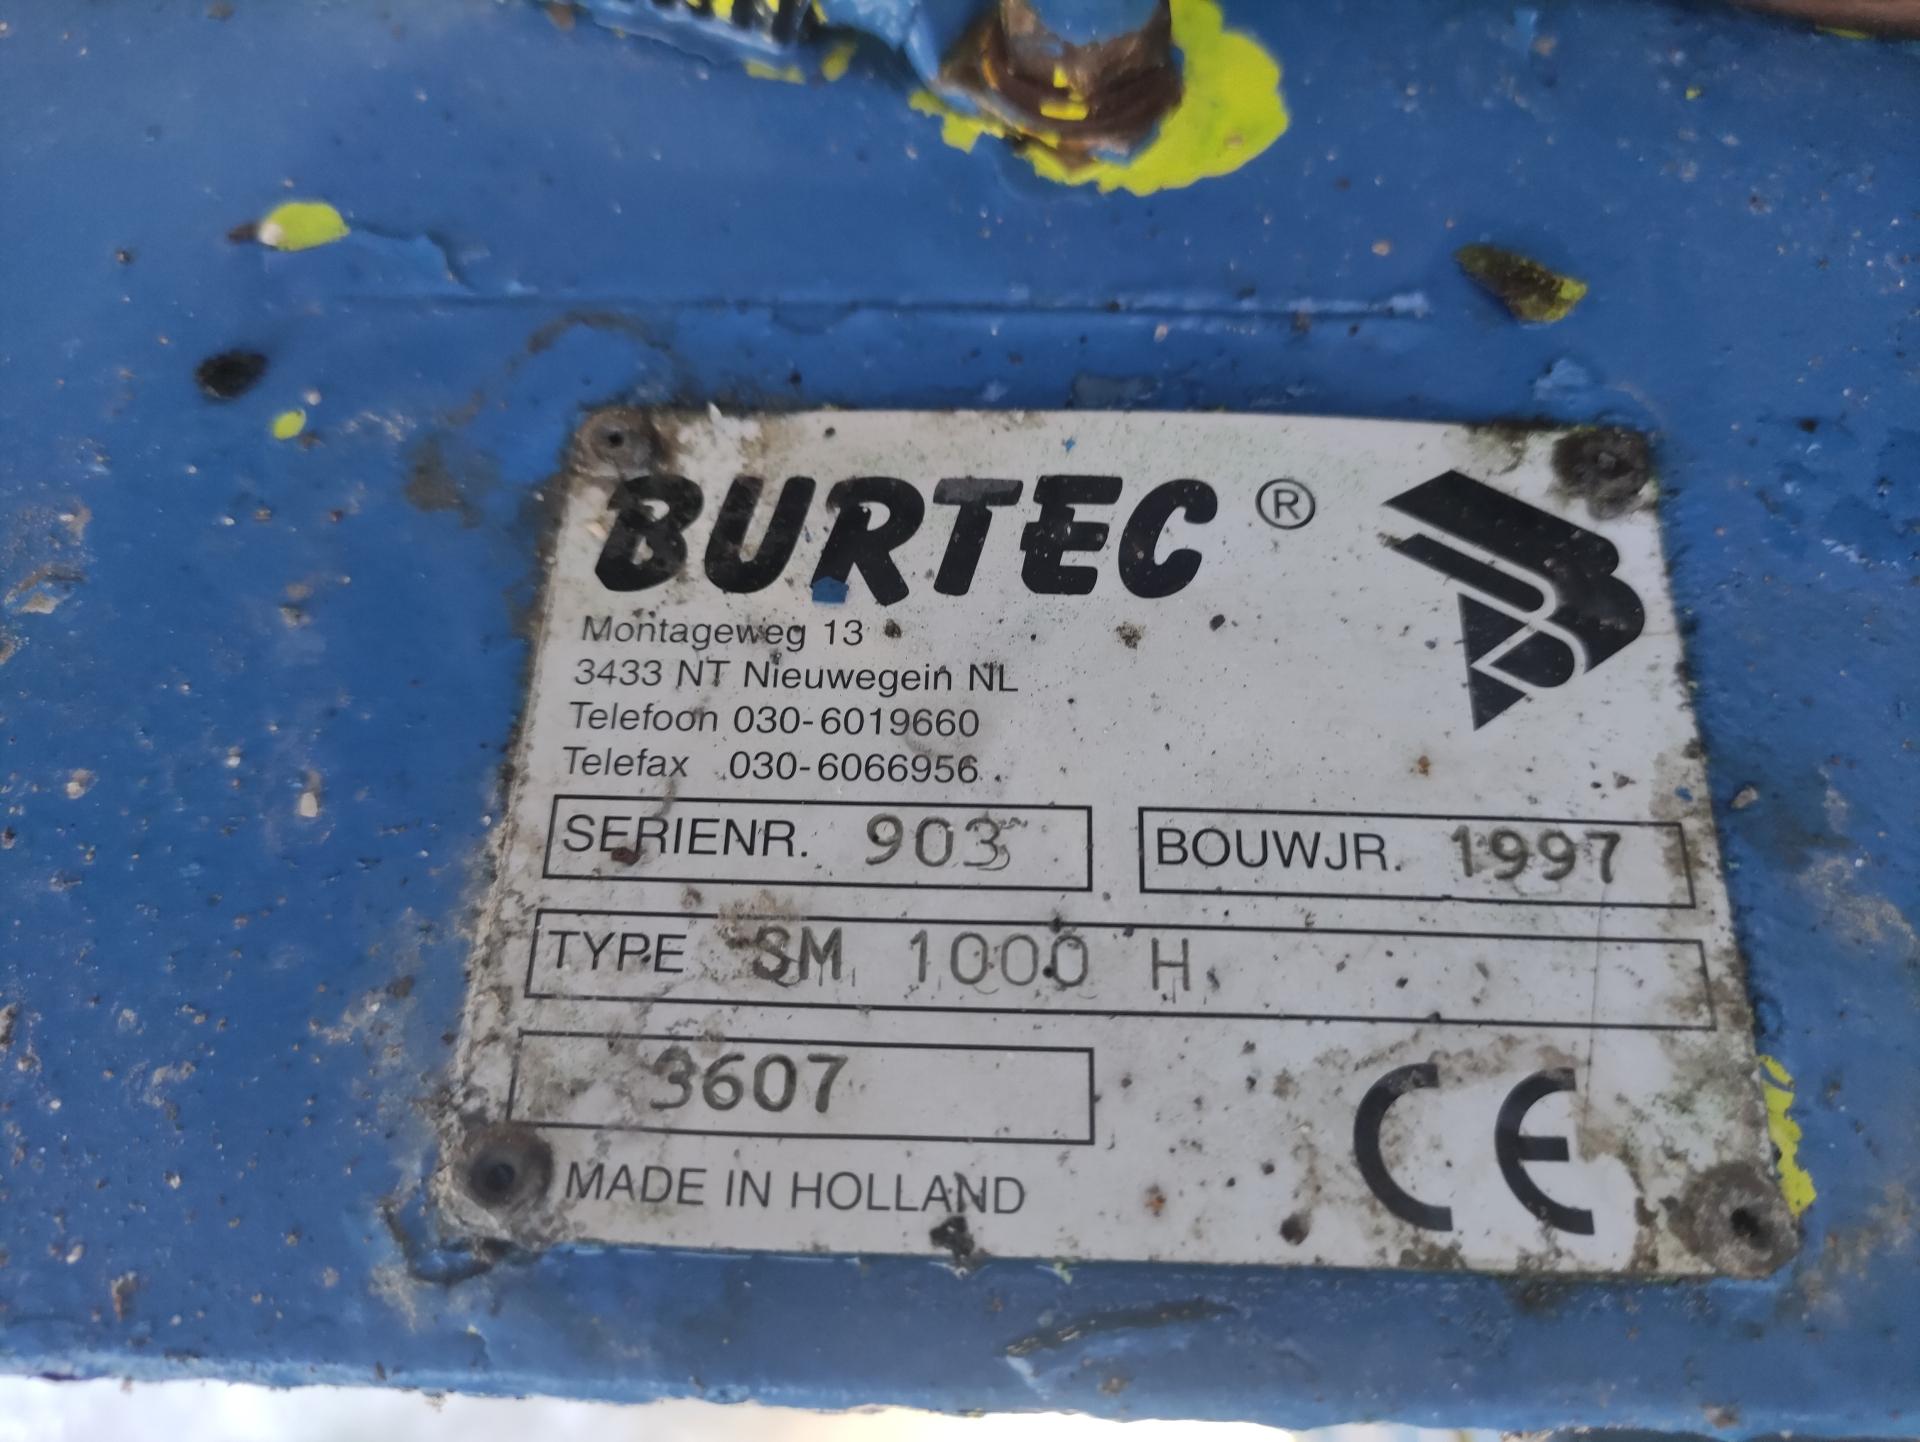 BURTEC ®
Montageweg 13
3433 NT Nieuwegein NL
Telefoon 030-6019660
Telefax 030-6066956
SERIENR. 903
BOUWJR. 1997
TYPE SM 1000 H
3607
CE
MADE IN HOLLAND